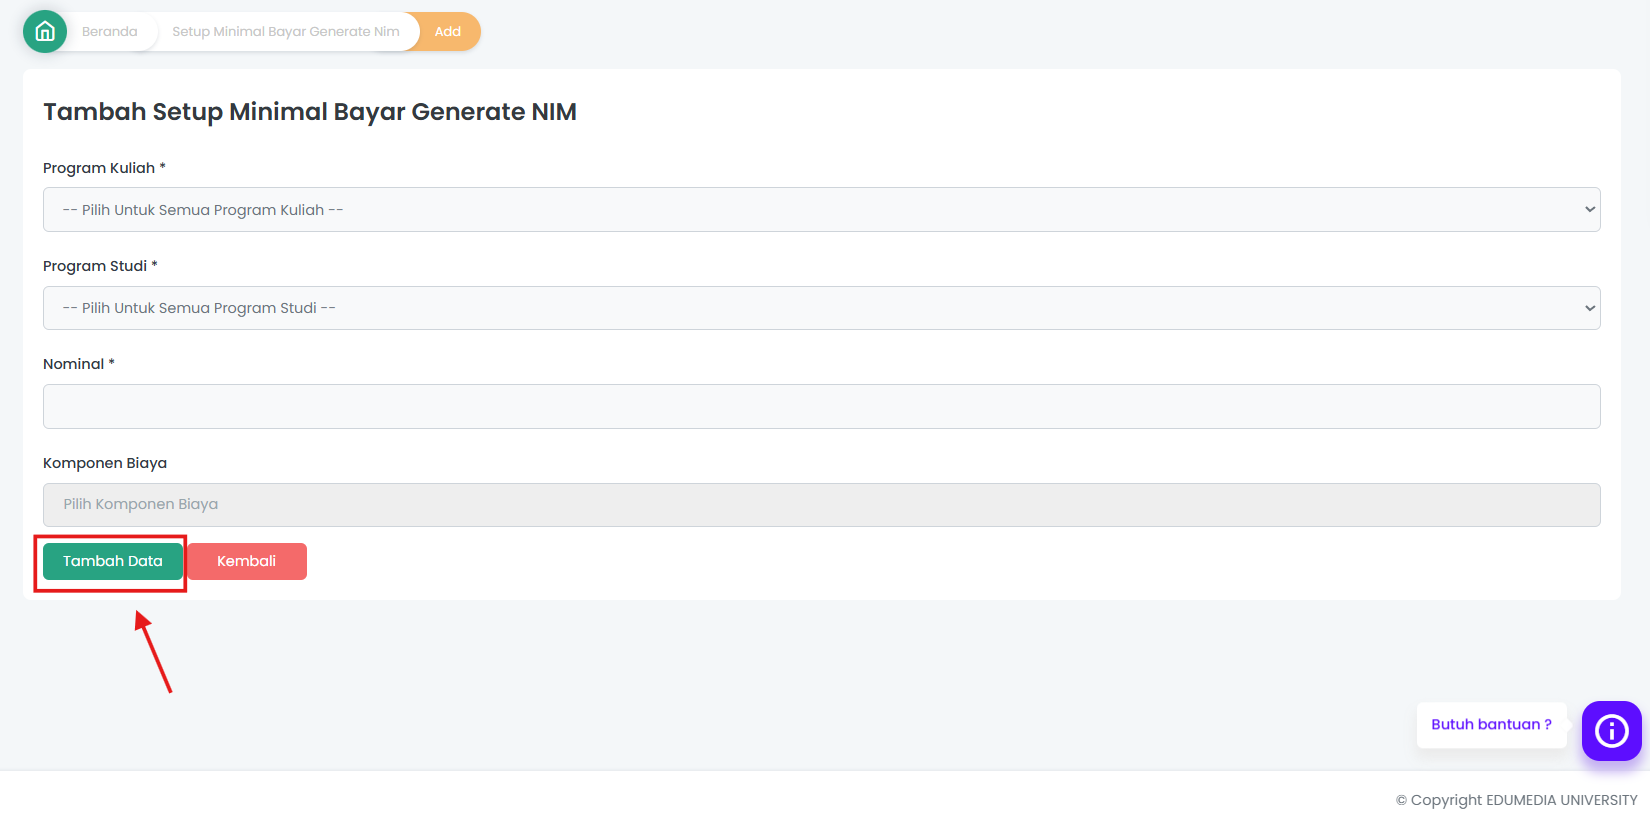 Beranda
Setup Minimal Bayar Generate Nim
Add
Tambah Setup Minimal Bayar Generate NIM
Program Kuliah *
-- Pilih Untuk Semua Program Kuliah --
Program Studi *
-- Pilih Untuk Semua Program Studi --
Nominal *
Komponen Biaya
Pilih Komponen Biaya
Tambah Data
Kembali
Butuh bantuan ?
© Copyright EDUMEDIA UNIVERSITY